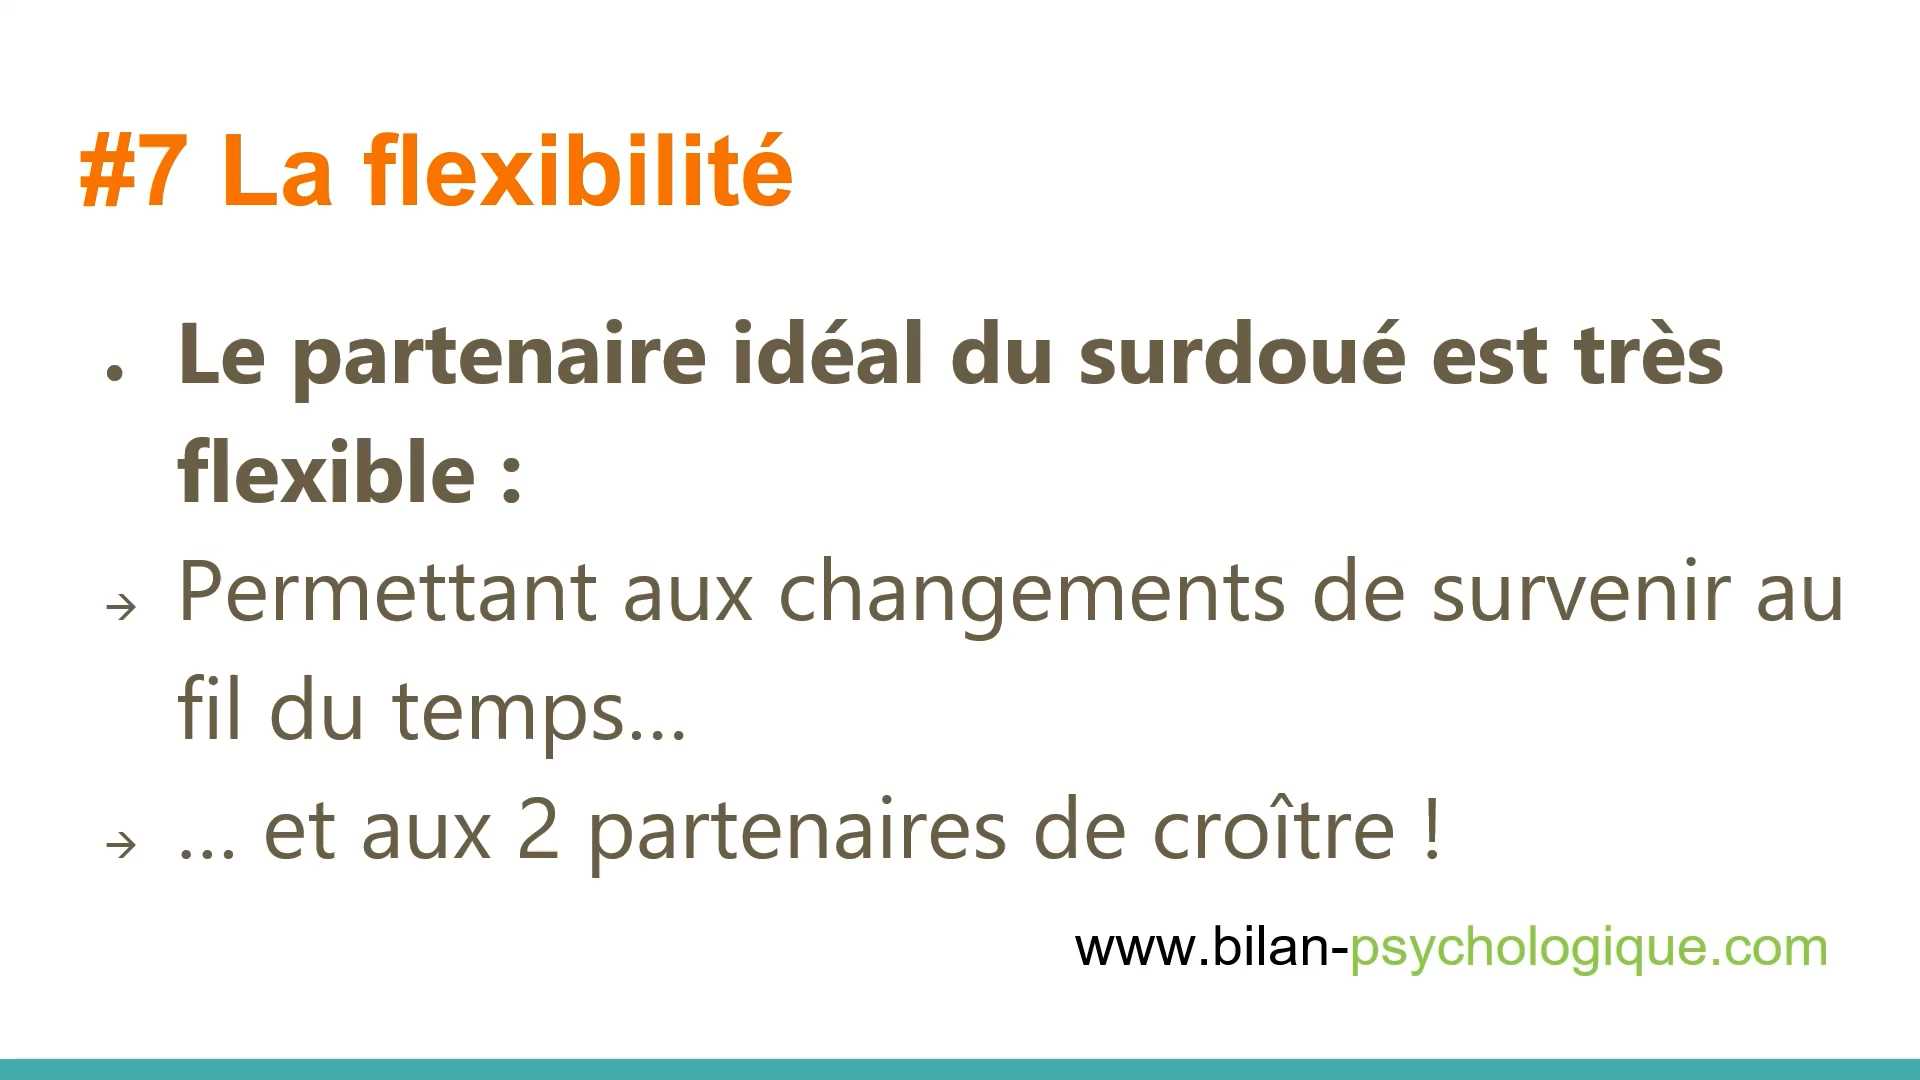 #7 La flexibilité
• Le partenaire idéal du surdoué est très
flexible :
→ Permettant aux changements de survenir au
fil du temps…
→ … et aux 2 partenaires de croître !
www.bilan-psychologique.com